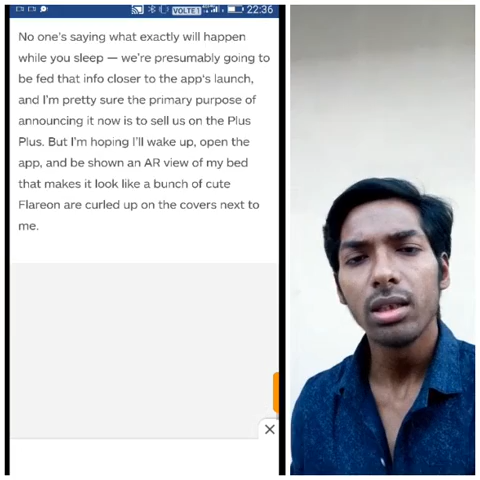 VOLTE1 22:36
No one's saying what exactly will happen
while you sleep — we're presumably going to
be fed that info closer to the app's launch,
and I'm pretty sure the primary purpose of
announcing it now is to sell us on the Plus
Plus. But I'm hoping I'll wake up, open the
app, and be shown an AR view of my bed
that makes it look like a bunch of cute
Flareon are curled up on the covers next to
me.